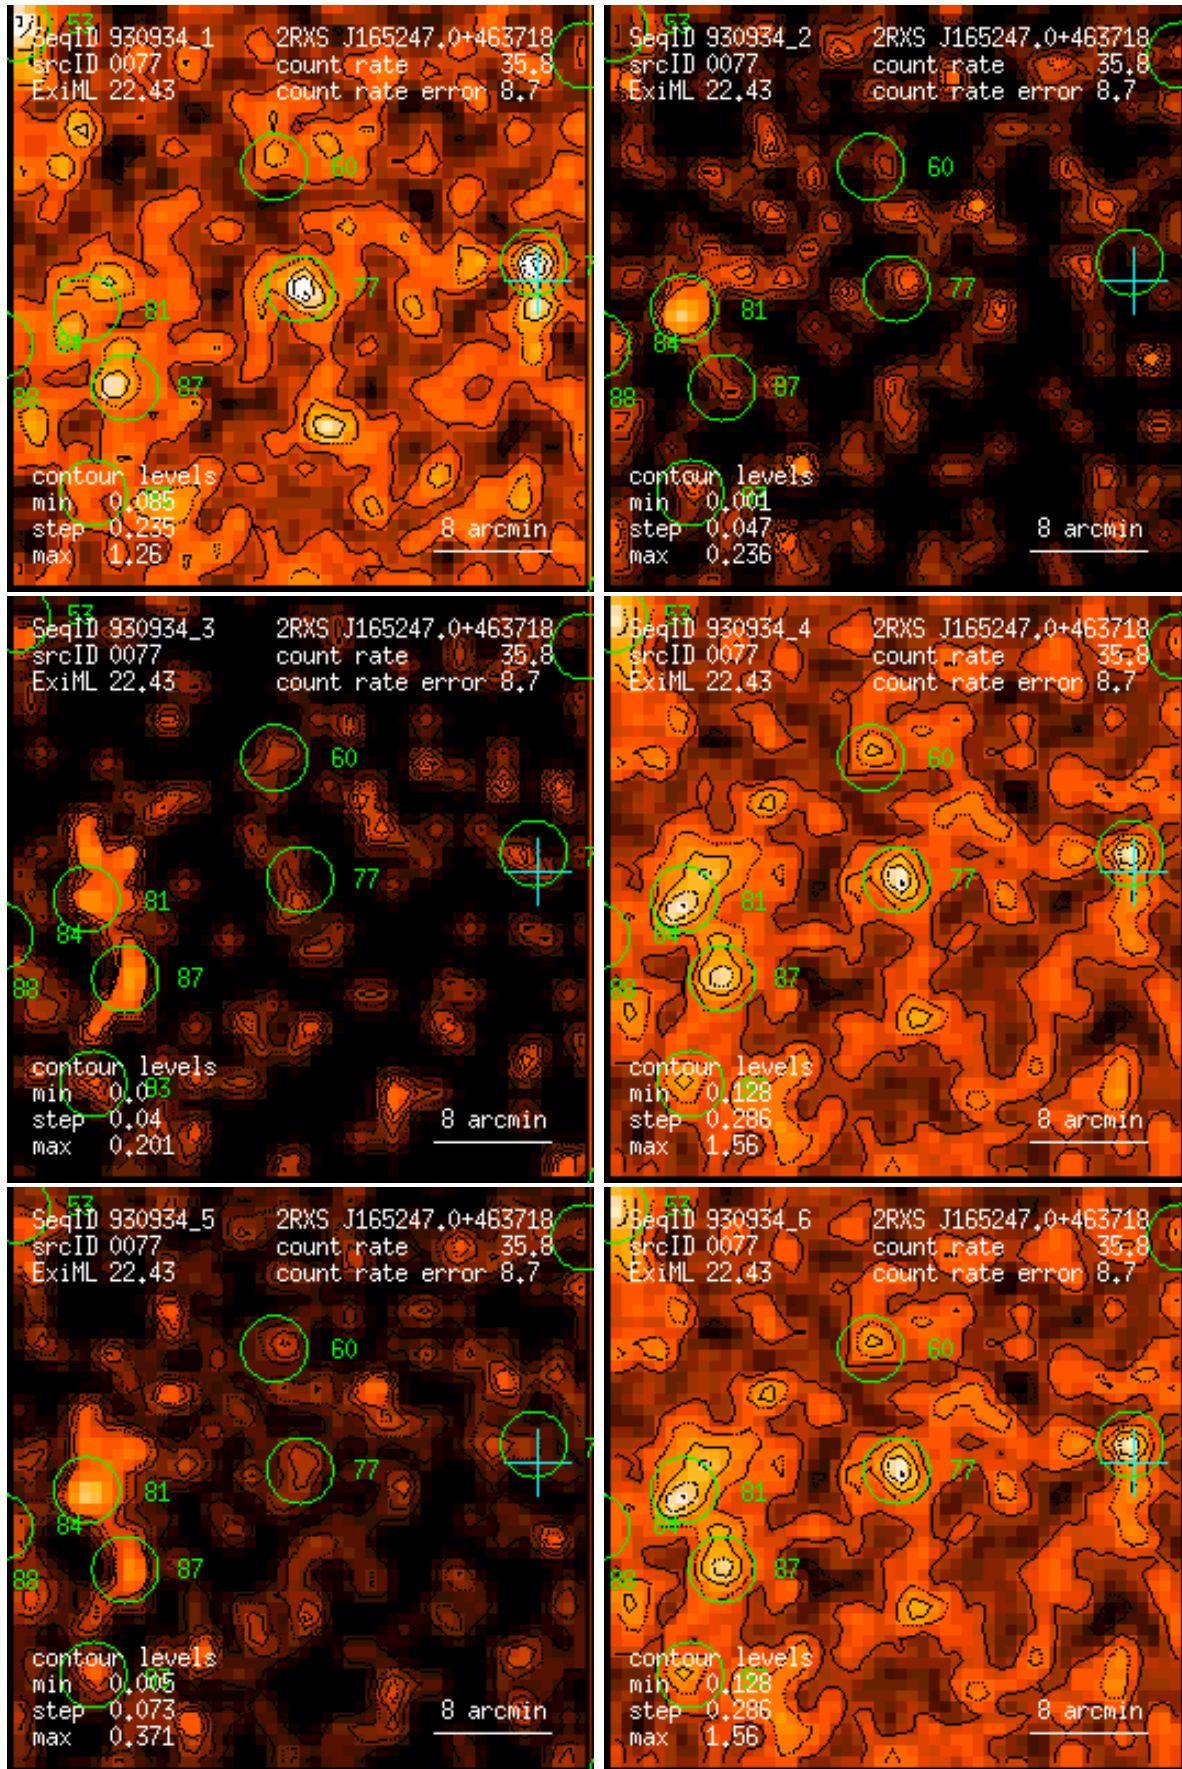 53
SeqID 930934_1 2RXS J165247.0+463718
srcID 0077 count rate 35.8
ExiML 22.43 count rate error 8.7
60
77
81
84
87
88
contour levels
min 0.085
step 0.235
max 1.26
8 arcmin
53
SeqID 930934_2 2RXS J165247.0+463718
srcID 0077 count rate 35.8
ExiML 22.43 count rate error 8.7
60
77
81
84
87
88
contour levels
min 0.001
step 0.047
max 0.236
8 arcmin
53
SeqID 930934_3 2RXS J165247.0+463718
srcID 0077 count rate 35.8
ExiML 22.43 count rate error 8.7
60
77
81
84
87
88
contour levels
min 0.0 93
step 0.04
max 0.201
8 arcmin
53
SeqID 930934_4 2RXS J165247.0+463718
srcID 0077 count rate 35.8
ExiML 22.43 count rate error 8.7
60
77
81
84
87
88
contour levels
min 0.128
step 0.286
max 1.56
8 arcmin
53
SeqID 930934_5 2RXS J165247.0+463718
srcID 0077 count rate 35.8
ExiML 22.43 count rate error 8.7
60
77
81
84
87
88
contour levels
min 0.005
step 0.073
max 0.371
8 arcmin
53
SeqID 930934_6 2RXS J165247.0+463718
srcID 0077 count rate 35.8
ExiML 22.43 count rate error 8.7
60
77
81
84
87
88
contour levels
min 0.128
step 0.286
max 1.56
8 arcmin